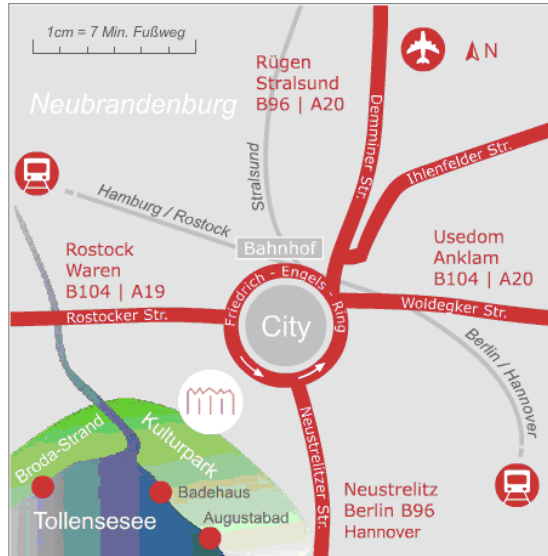 1cm = 7 Min. Fußweg
N
Rügen
Stralsund
B96 | A20
Neubrandenburg
Demminer Str.
Ihlenfelder Str.
Stralsund
Hamburg / Rostock
Bahnhof
Rostock
Waren
B104 | A19
Usedom
Anklam
B104 | A20
Friedrich - Engels - Ring
Rostocker Str.
City
Woldegker Str.
Berlin / Hannover
Neustrelitzer Str.
Broda-Strand
Kulturpark
Badehaus
Tollensesee
Augustabad
Neustrelitz
Berlin B96
Hannover